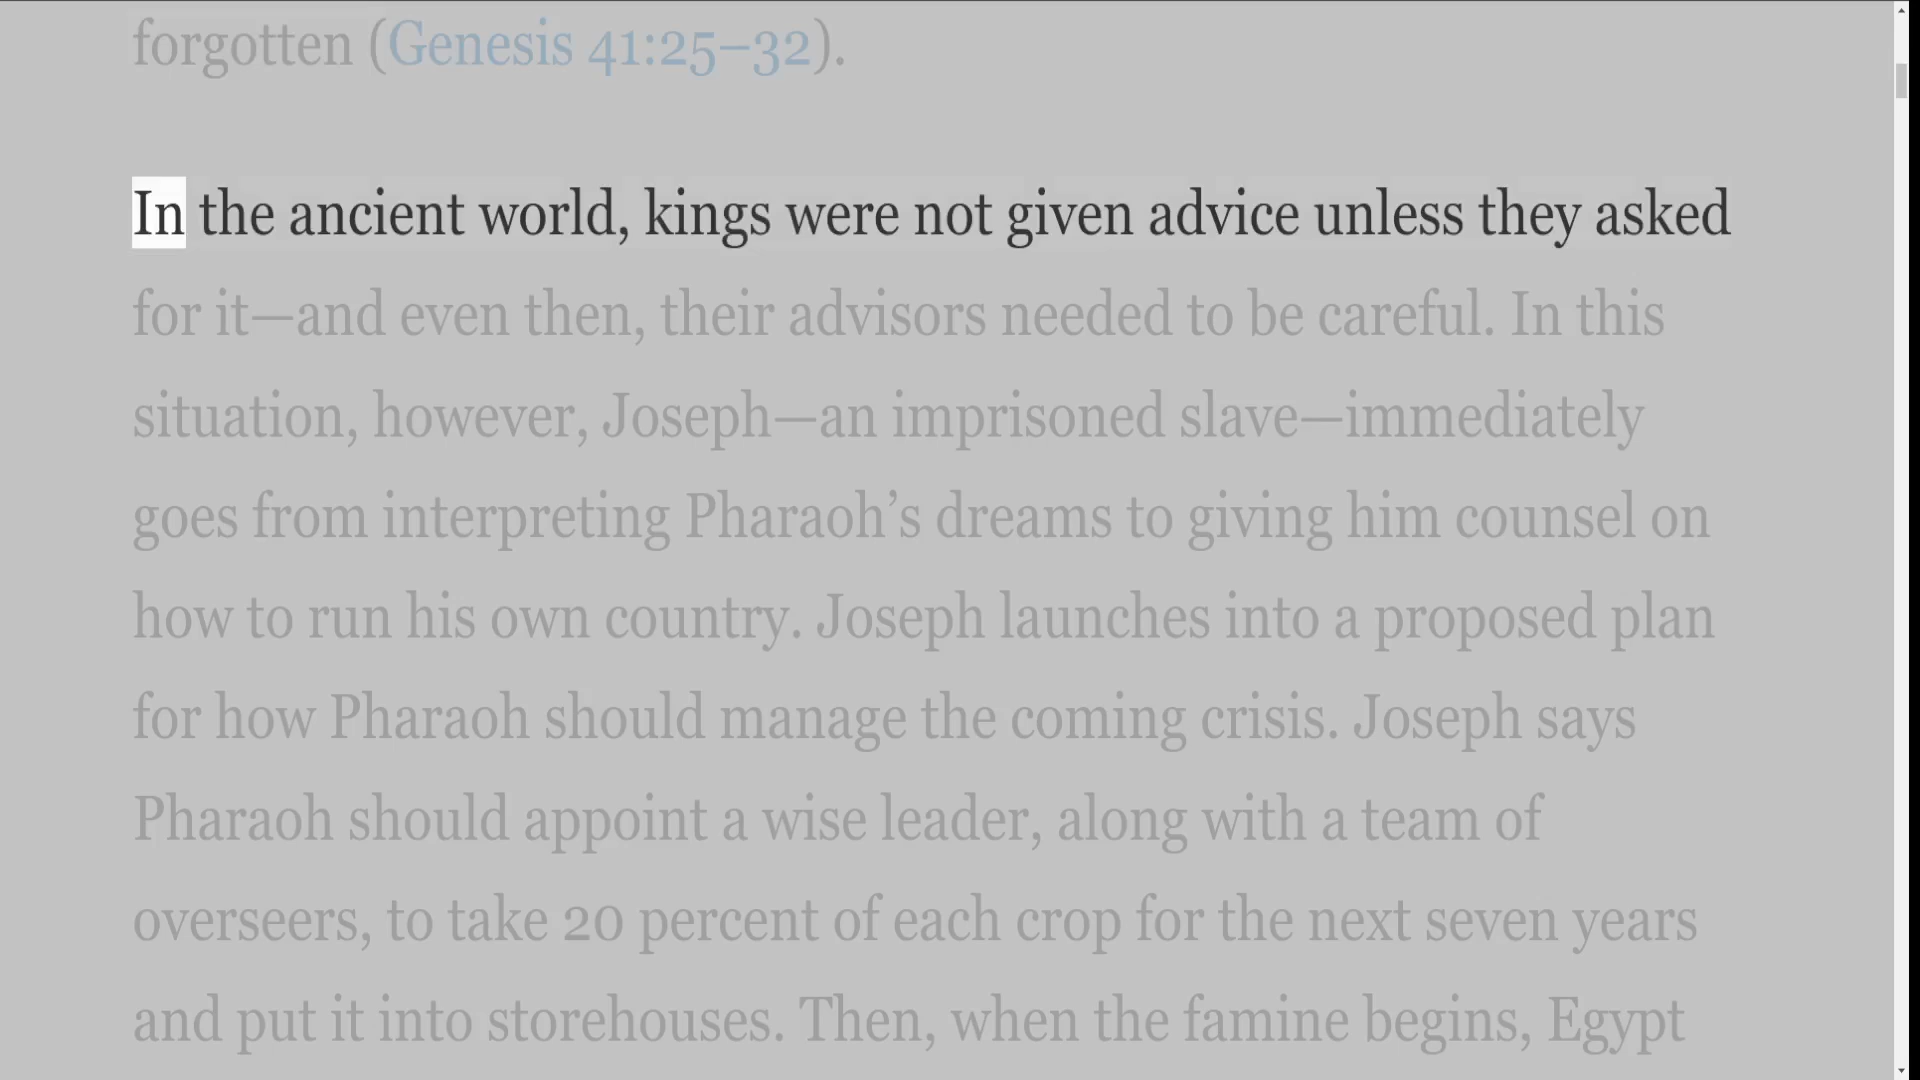 forgotten (Genesis 41:25–32).
In the ancient world, kings were not given advice unless they asked
for it—and even then, their advisors needed to be careful. In this
situation, however, Joseph—an imprisoned slave—immediately
goes from interpreting Pharaoh’s dreams to giving him counsel on
how to run his own country. Joseph launches into a proposed plan
for how Pharaoh should manage the coming crisis. Joseph says
Pharaoh should appoint a wise leader, along with a team of
overseers, to take 20 percent of each crop for the next seven years
and put it into storehouses. Then, when the famine begins, Egypt